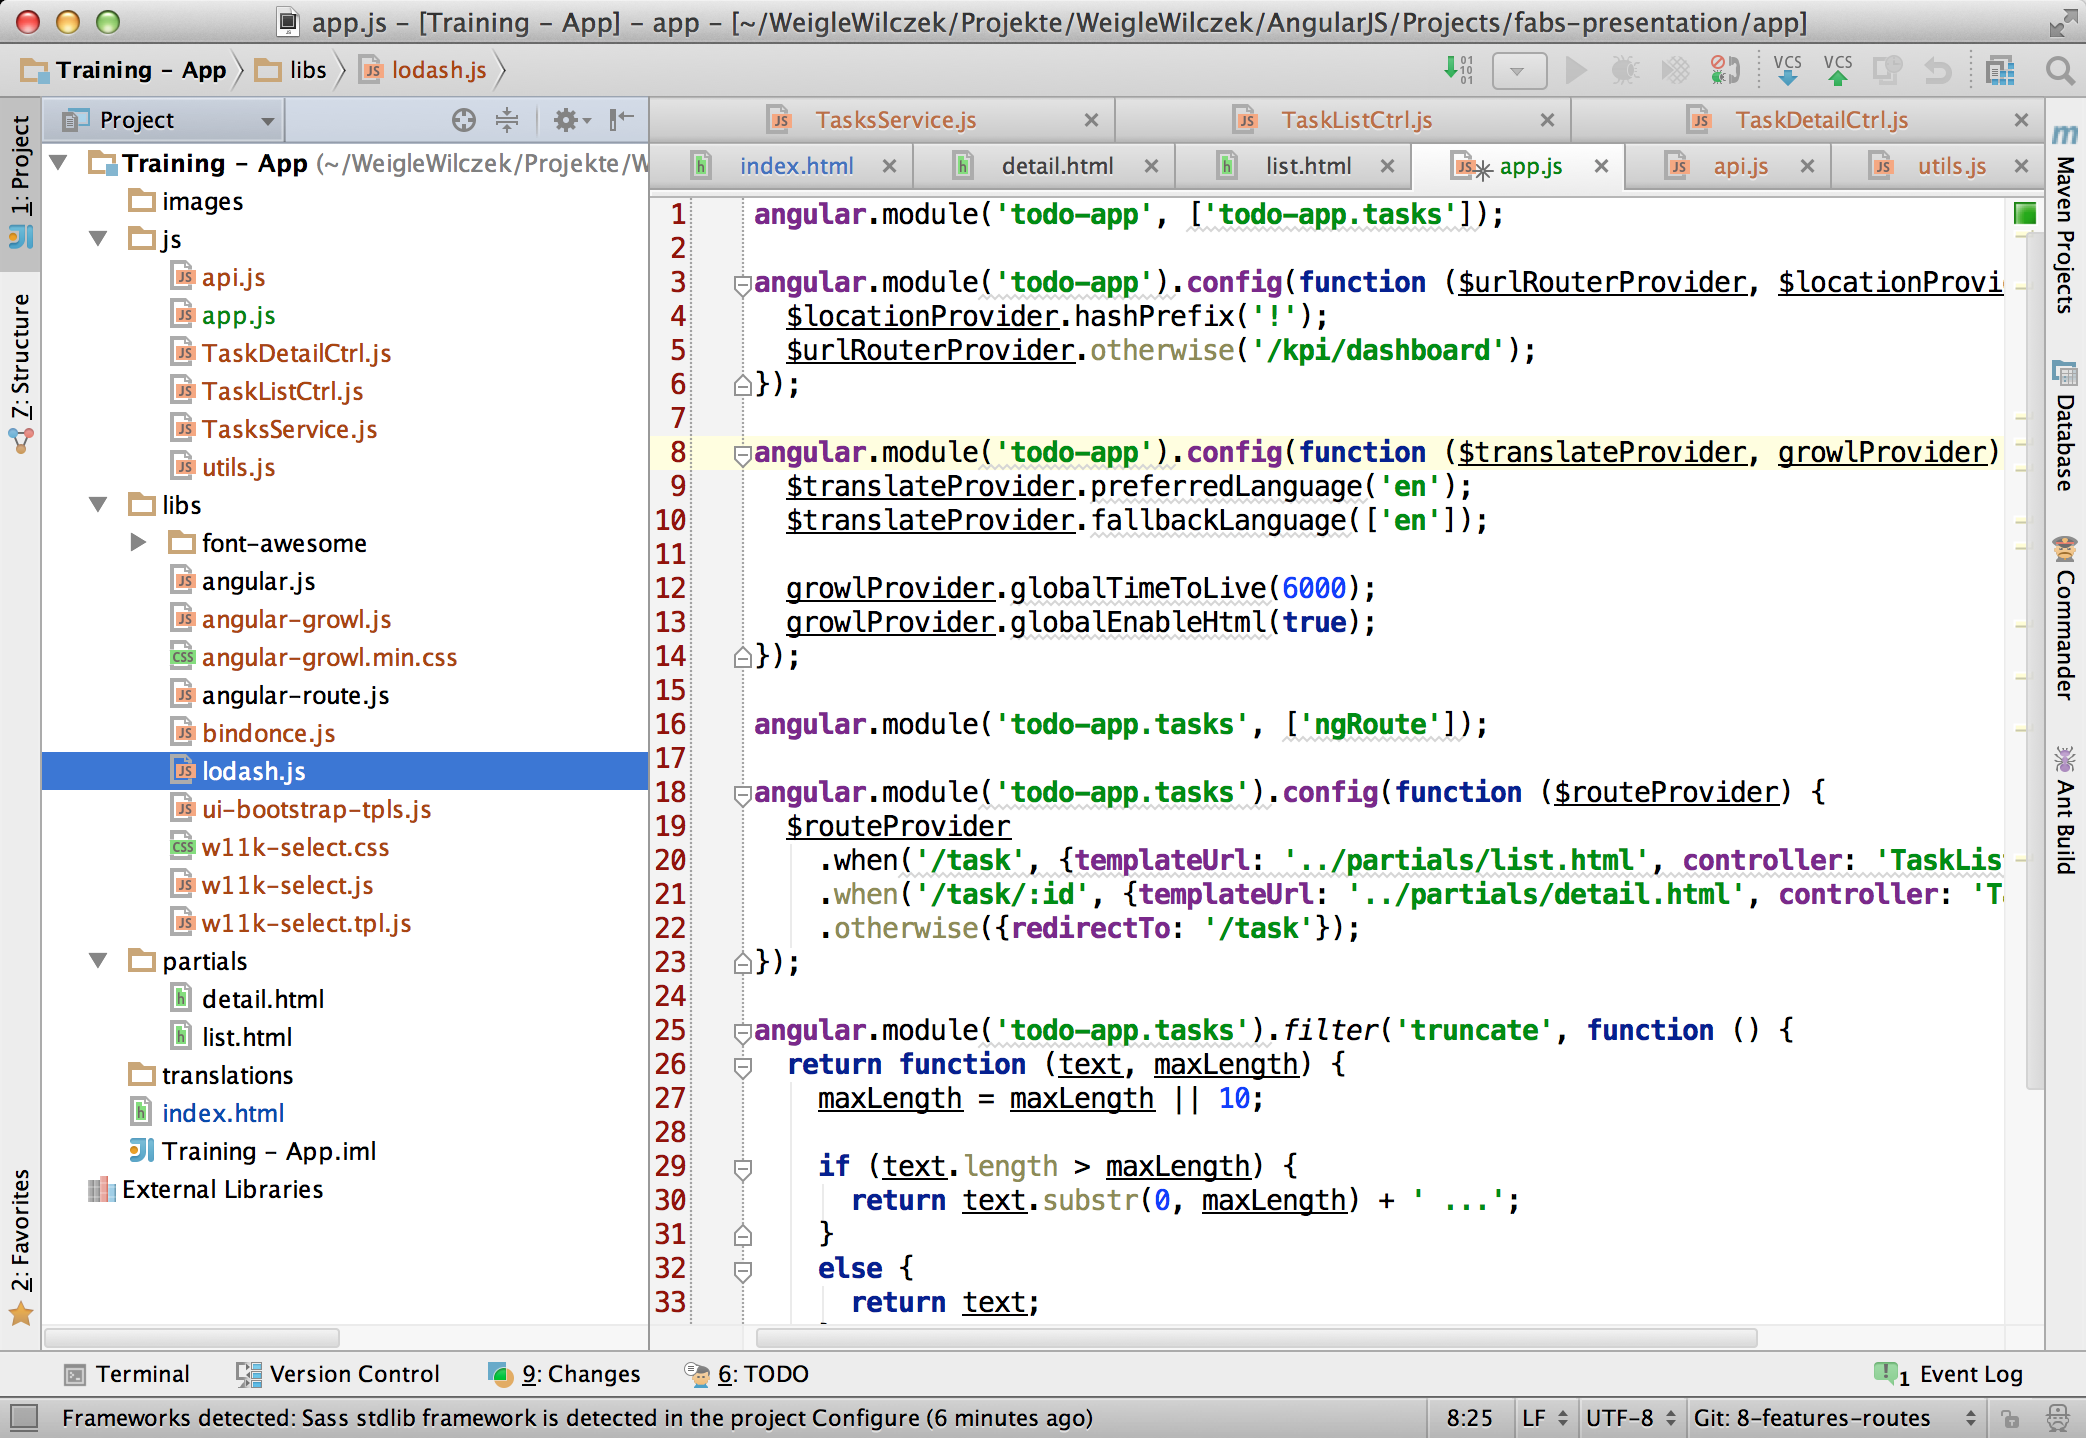 app.js – [Training – App] – app – [~/WeigleWilczek/Projekte/WeigleWilczek/AngularJS/Projects/fabs-presentation/app]
Training – App libs lodash.js
VCS VCS
1: Project
7: Structure
2: Favorites
Project
Training – App (~/WeigleWilczek/Projekte/W
images
js
api.js
app.js
TaskDetailCtrl.js
TaskListCtrl.js
TasksService.js
utils.js
libs
font-awesome
angular.js
angular-growl.js
angular-growl.min.css
angular-route.js
bindonce.js
lodash.js
ui-bootstrap-tpls.js
w11k-select.css
w11k-select.js
w11k-select.tpl.js
partials
detail.html
list.html
translations
index.html
Training – App.iml
External Libraries
TasksService.js TaskListCtrl.js TaskDetailCtrl.js
index.html detail.html list.html app.js api.js utils.js
1 angular.module('todo-app', ['todo-app.tasks']);
2
3 angular.module('todo-app').config(function ($urlRouterProvider, $locationProvi
4 $locationProvider.hashPrefix('!');
5 $urlRouterProvider.otherwise('/kpi/dashboard');
6 });
7
8 angular.module('todo-app').config(function ($translateProvider, growlProvider)
9 $translateProvider.preferredLanguage('en');
10 $translateProvider.fallbackLanguage(['en']);
11
12 growlProvider.globalTimeToLive(6000);
13 growlProvider.globalEnableHtml(true);
14 });
15
16 angular.module('todo-app.tasks', ['ngRoute']);
17
18 angular.module('todo-app.tasks').config(function ($routeProvider) {
19 $routeProvider
20 .when('/task', {templateUrl: '../partials/list.html', controller: 'TaskLis
21 .when('/task/:id', {templateUrl: '../partials/detail.html', controller: 'T
22 .otherwise({redirectTo: '/task'});
23 });
24
25 angular.module('todo-app.tasks').filter('truncate', function () {
26 return function (text, maxLength) {
27 maxLength = maxLength || 10;
28
29 if (text.length > maxLength) {
30 return text.substr(0, maxLength) + ' ...';
31 }
32 else {
33 return text;
Maven Projects
Database
Commander
Ant Build
Terminal Version Control 9: Changes 6: TODO 1 Event Log
Frameworks detected: Sass stdlib framework is detected in the project Configure (6 minutes ago) 8:25 LF UTF-8 Git: 8-features-routes